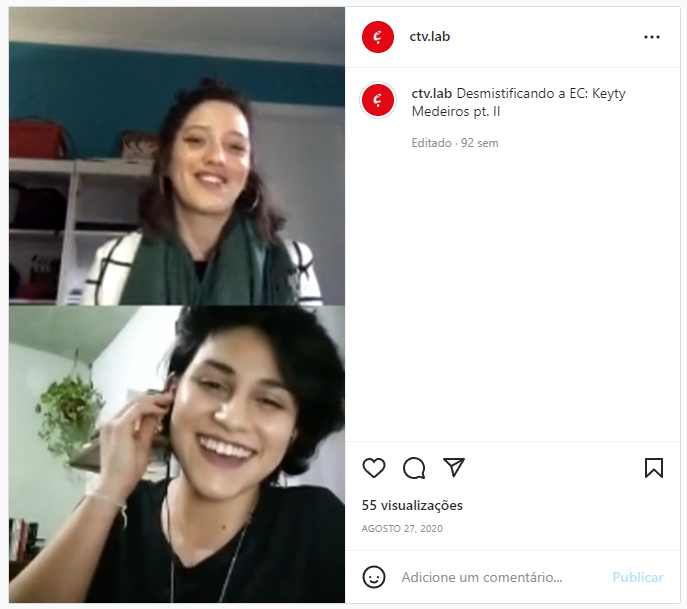 ctv.lab
ctv.lab Desmistificando a EC: Keyty
Medeiros pt. II
Editado · 92 sem
55 visualizações
AGOSTO 27, 2020
Adicione um comentário... Publicar